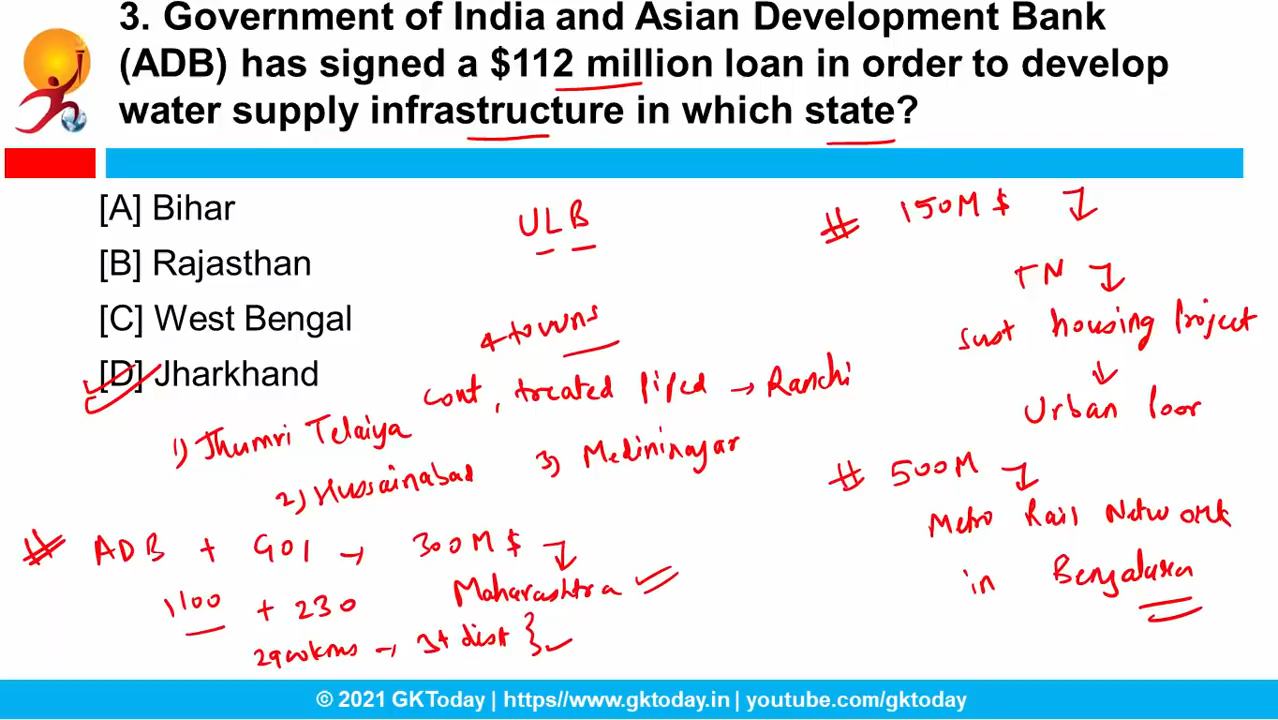 3. Government of India and Asian Development Bank
(ADB) has signed a $112 million loan in order to develop
water supply infrastructure in which state?
[A] Bihar
[B] Rajasthan
[C] West Bengal
[D] Jharkhand
ULB
4 towns
cont, treated piped → Ranchi
1) Jhumri Telaiya
2) Hussainabad
3) Medininagar
# ADB + GOI → 300M $
Maharashtra
1100 + 230
2900kms → 34 dist }
# 150M $
TN
sust housing Project
Urban Poor
# 500M
Metro Rail Network
in Bengaluru
© 2021 GKToday | https//www.gktoday.in | youtube.com/gktoday